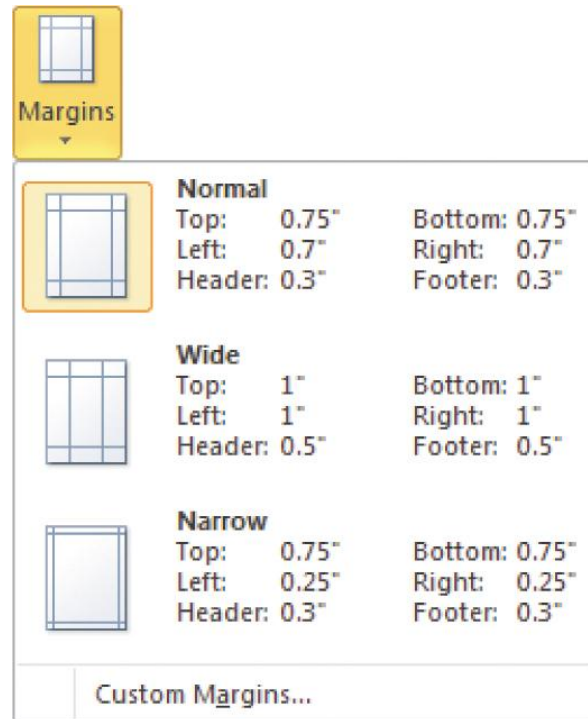 Margins
Normal
Top: 0.75" Bottom: 0.75"
Left: 0.7" Right: 0.7"
Header: 0.3" Footer: 0.3"
Wide
Top: 1" Bottom: 1"
Left: 1" Right: 1"
Header: 0.5" Footer: 0.5"
Narrow
Top: 0.75" Bottom: 0.75"
Left: 0.25" Right: 0.25"
Header: 0.3" Footer: 0.3"
Custom Margins...